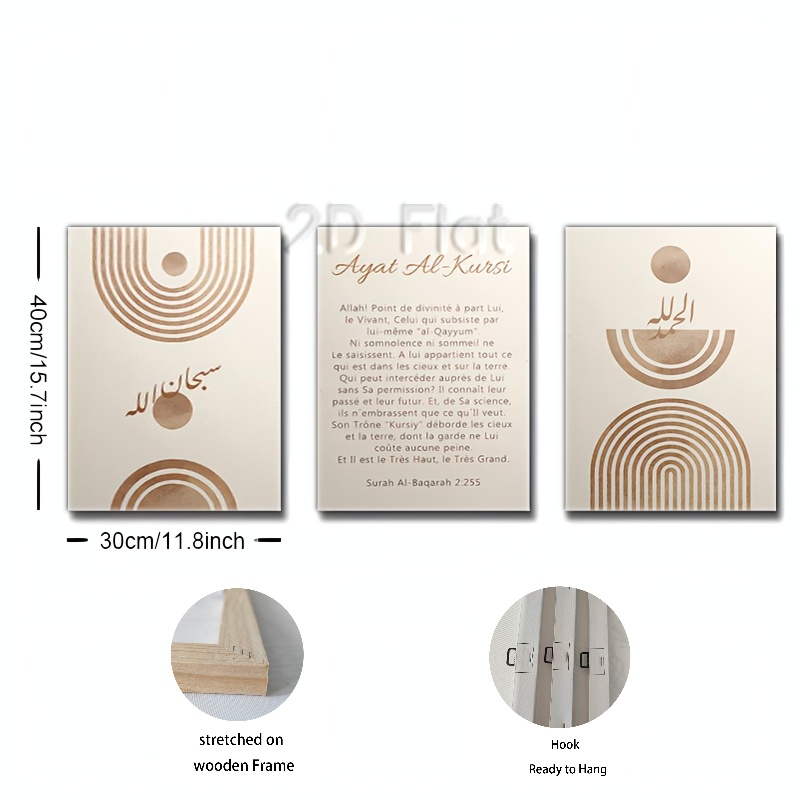 2.D Flat
40cm/15.7inch
سبحان الله
30cm/11.8inch
Ayat Al-Kursi
Allah! Point de divinité à part Lui,
le Vivant, Celui qui subsiste par
lui-même "al-Qayyum".
Ni somnolence ni sommeil ne
Le saisissent. A lui appartient tout ce
qui est dans les cieux et sur la terre.
Qui peut intercéder auprès de Lui
sans Sa permission? Il connaît leur
passé et leur futur. Et, de Sa science,
ils n'embrassent que ce qu'Il veut.
Son Trône "Kursiy" déborde les cieux
et la terre, dont la garde ne Lui
coûte aucune peine.
Et Il est le Très Haut, le Très Grand.
Surah Al-Baqarah 2:255
الحمد لله
stretched on
wooden Frame
Hook
Ready to Hang